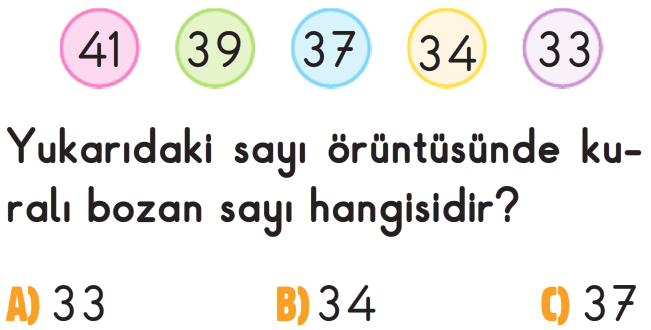 41 39 37 34 33
Yukarıdaki sayı örüntüsünde ku-
ralı bozan sayı hangisidir?
A) 33 B) 34 C) 37